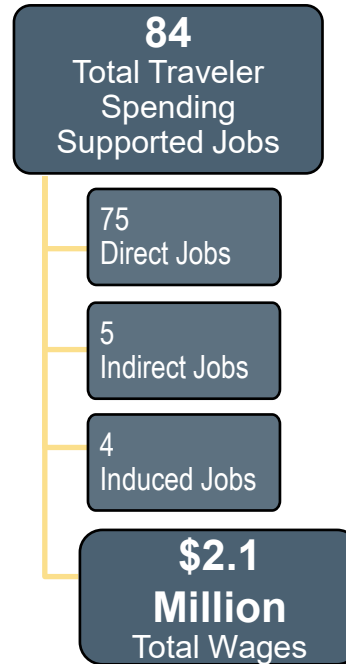 84
Total Traveler
Spending
Supported Jobs
75
Direct Jobs
5
Indirect Jobs
4
Induced Jobs
$2.1
Million
Total Wages